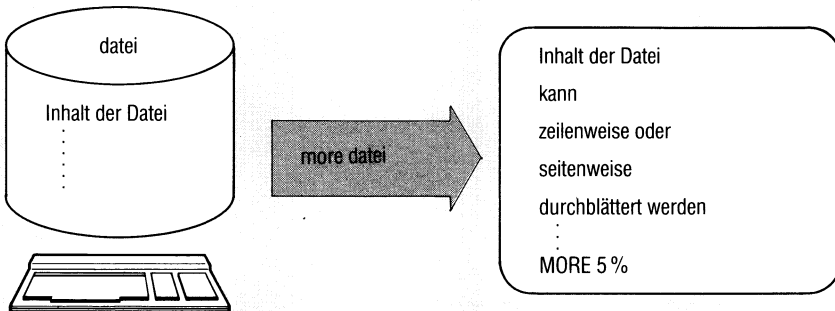 datei
Inhalt der Datei
more datei
Inhalt der Datei
kann
zeilenweise oder
seitenweise
durchblättert werden
MORE 5 %